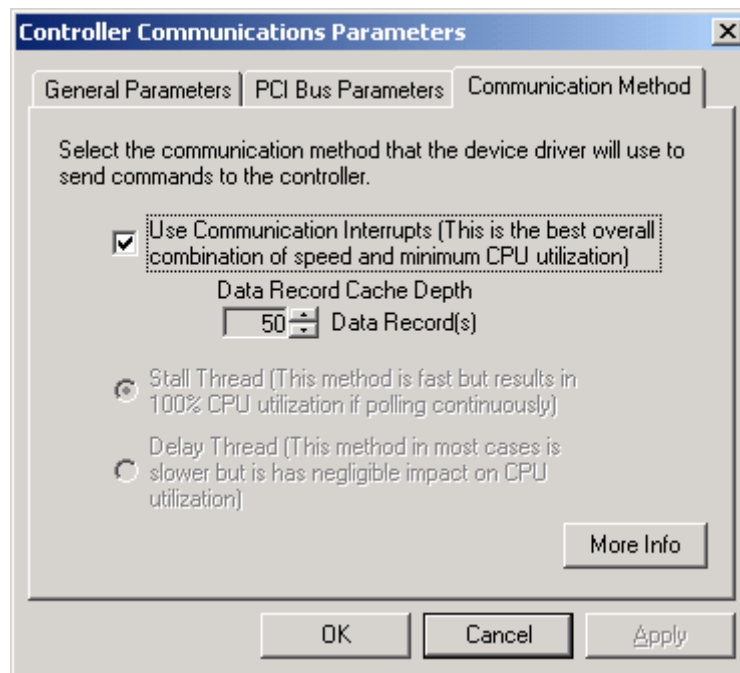 Controller Communications Parameters
General Parameters PCI Bus Parameters Communication Method
Select the communication method that the device driver will use to
send commands to the controller.
Use Communication Interrupts (This is the best overall
combination of speed and minimum CPU utilization)
Data Record Cache Depth
50 Data Record(s)
Stall Thread (This method is fast but results in
100% CPU utilization if polling continuously)
Delay Thread (This method in most cases is
slower but is has negligible impact on CPU
utilization)
More Info
OK Cancel Apply